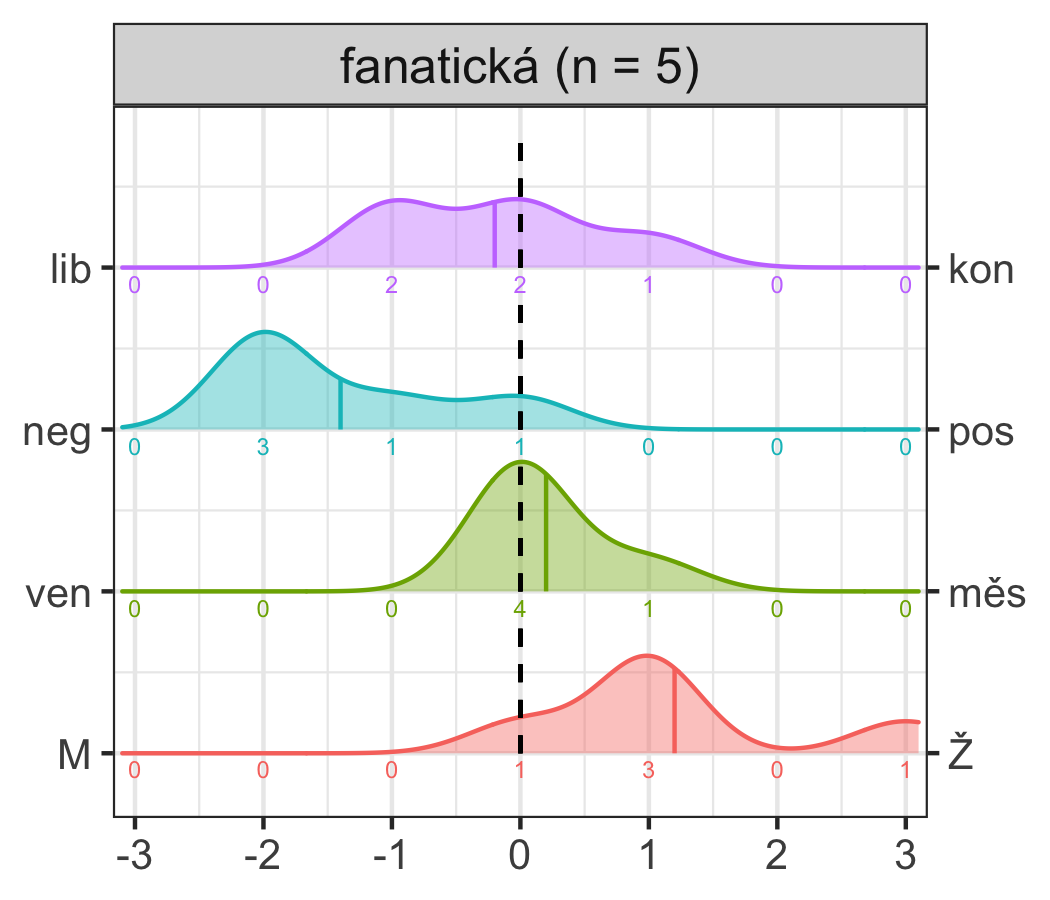 fanatická (n = 5)
lib kon
0 0 2 2 1 0 0
neg pos
0 3 1 1 0 0 0
ven měs
0 0 0 4 1 0 0
M Ž
0 0 0 1 3 0 1
-3 -2 -1 0 1 2 3